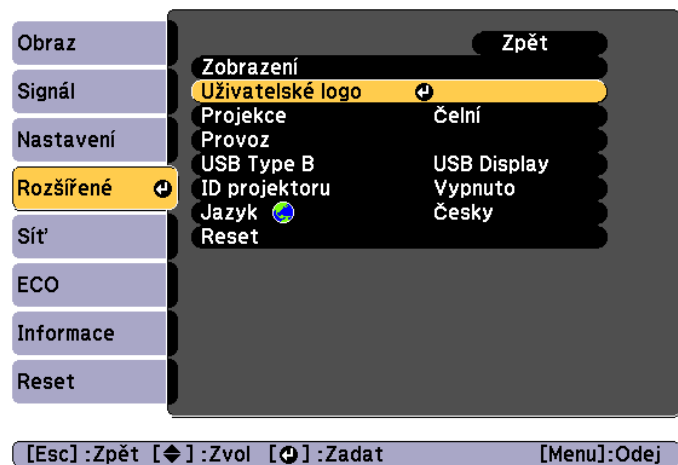 Obraz
Signál
Nastavení
Rozšířené
Síť
ECO
Informace
Reset
Zpět
Zobrazení
Uživatelské logo
Projekce Čelní
Provoz
USB Type B USB Display
ID projektoru Vypnuto
Jazyk Česky
Reset
[Esc] :Zpět [◆] :Zvol [⏎] :Zadat [Menu]:Odej